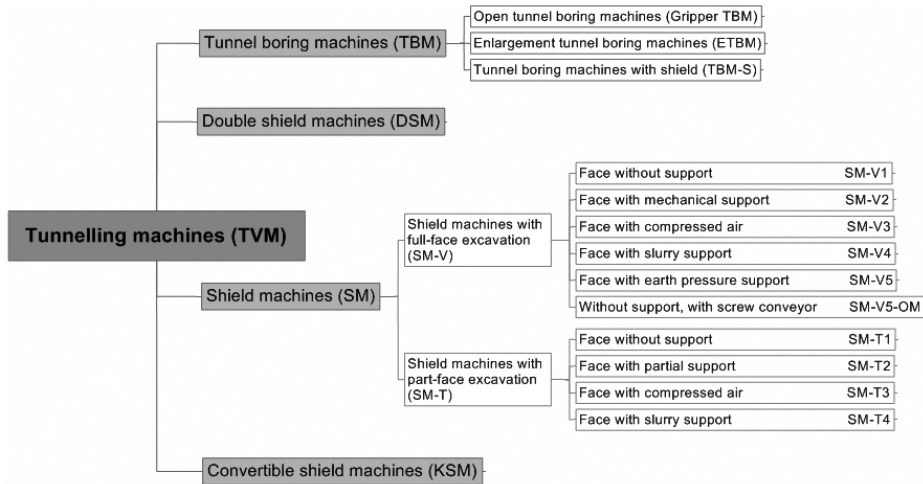 Tunnelling machines (TVM)
Tunnel boring machines (TBM)
Open tunnel boring machines (Gripper TBM)
Enlargement tunnel boring machines (ETBM)
Tunnel boring machines with shield (TBM-S)
Double shield machines (DSM)
Shield machines (SM)
Shield machines with
full-face excavation
(SM-V)
Face without support SM-V1
Face with mechanical support SM-V2
Face with compressed air SM-V3
Face with slurry support SM-V4
Face with earth pressure support SM-V5
Without support, with screw conveyor SM-V5-OM
Shield machines with
part-face excavation
(SM-T)
Face without support SM-T1
Face with partial support SM-T2
Face with compressed air SM-T3
Face with slurry support SM-T4
Convertible shield machines (KSM)